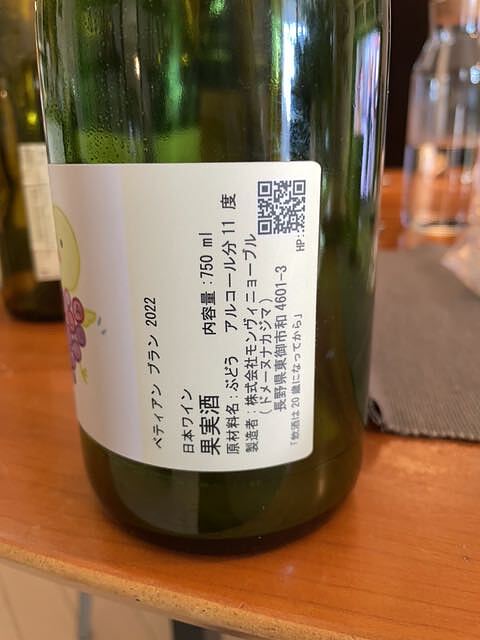 ペティアン ブラン 2022
日本ワイン
果実酒 内容量:750 ml
原材料名:ぶどう アルコール分 11 度
製造者:株式会社モンヴィニョーブル
(ドメーヌナカジマ)
長野県東御市和 4601-3
「飲酒は20歳になってから」
HP: